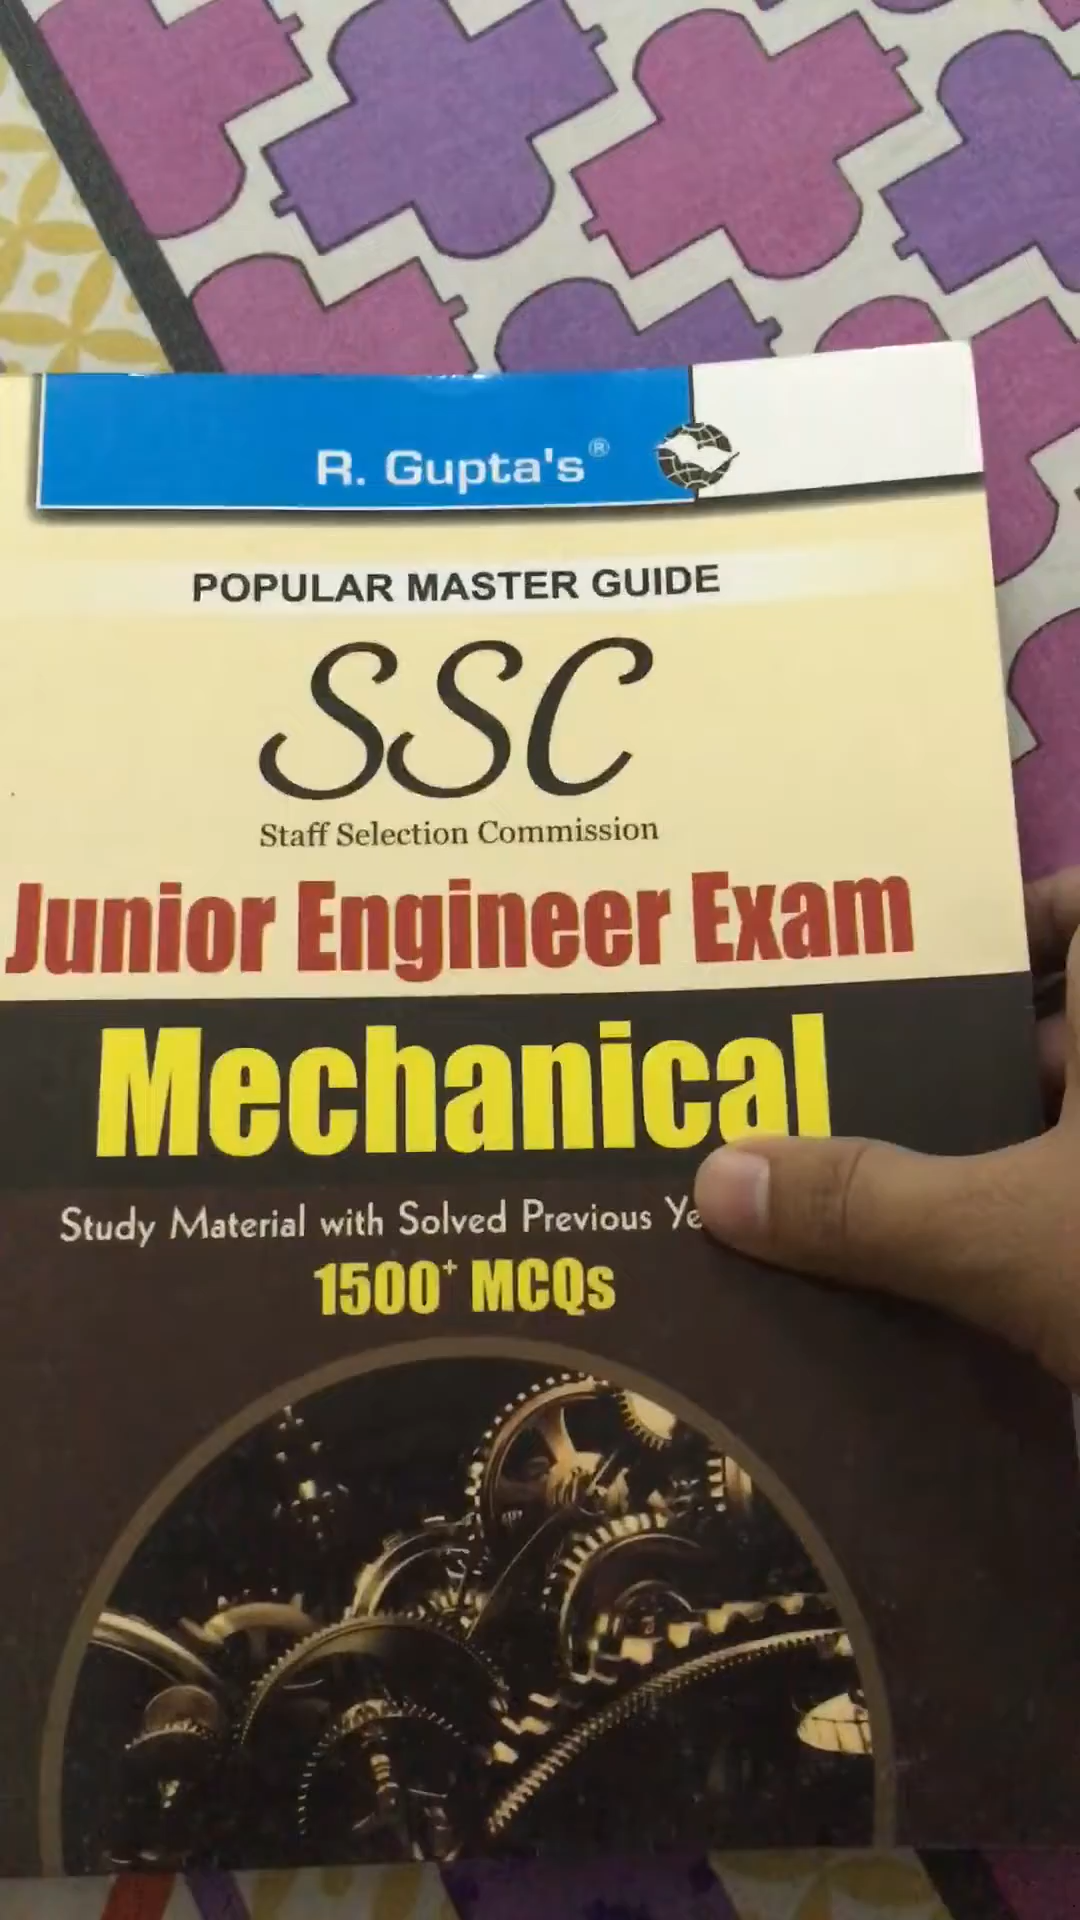 R. Gupta's®
POPULAR MASTER GUIDE
SSC
Staff Selection Commission
Junior Engineer Exam
Mechanical
Study Material with Solved Previous
1500+ MCQs